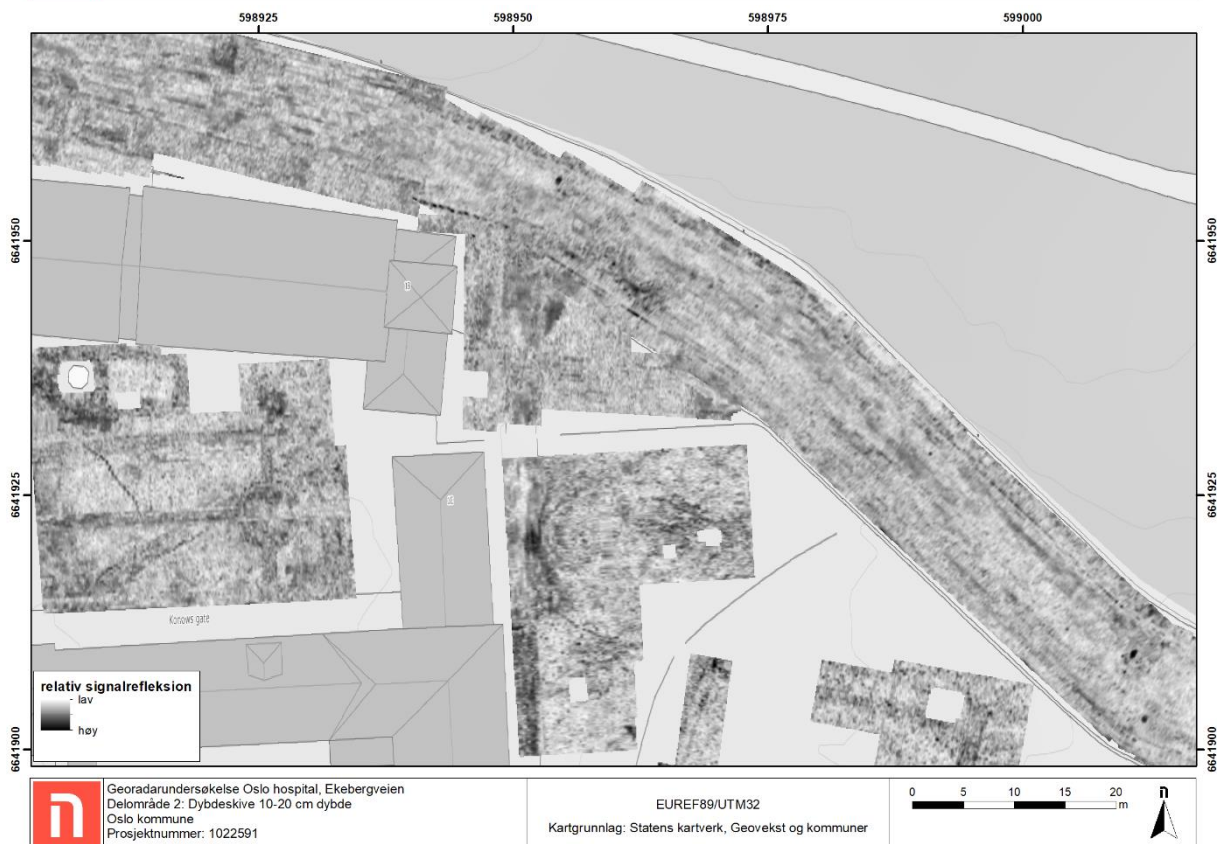 598925
598950
598975
599000
6641950
6641950
13
6641925
6641925
Konows gate
relativ signalrefleksion
lav
høy
6641900
6641900
Georadarundersøkelse Oslo hospital, Ekebergveien
Delområde 2: Dybdeskive 10-20 cm dybde
Oslo kommune
Prosjektnummer: 1022591
EUREF89/UTM32
Kartgrunnlag: Statens kartverk, Geovekst og kommuner
0 5 10 15 20
m
n